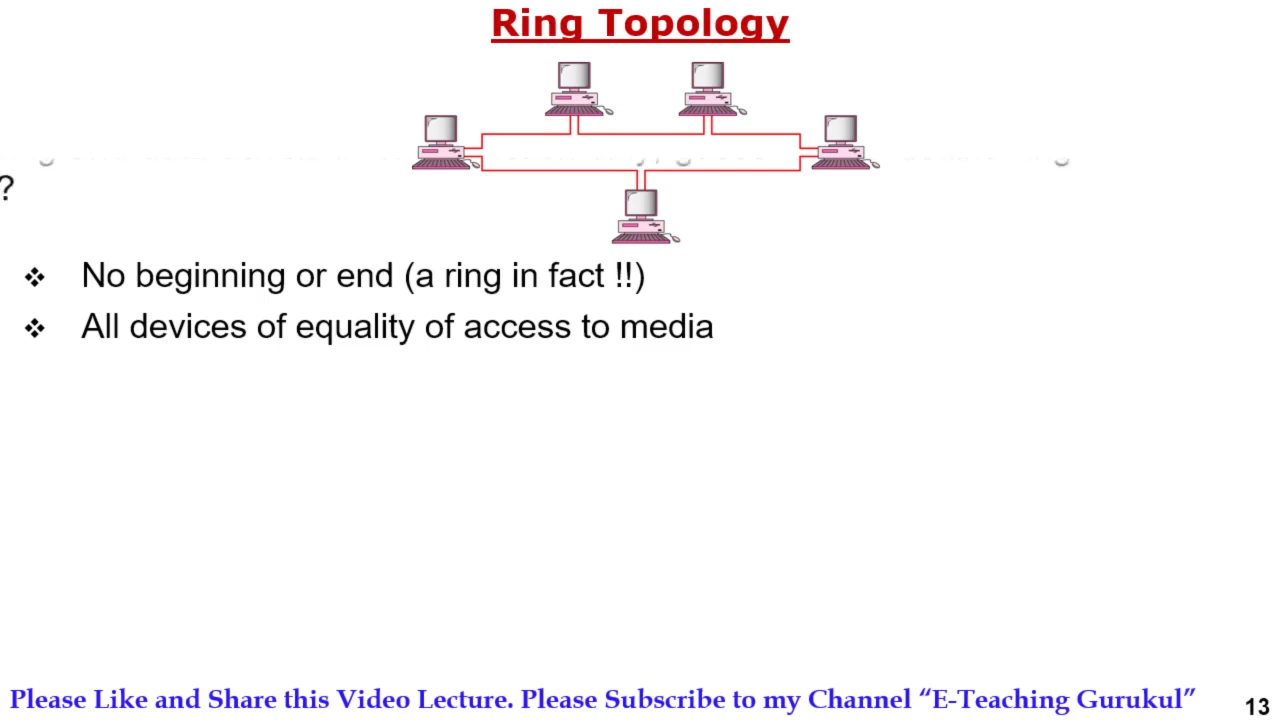 Ring Topology
?
❖ No beginning or end (a ring in fact !!)
❖ All devices of equality of access to media
Please Like and Share this Video Lecture. Please Subscribe to my Channel “E-Teaching Gurukul”
13